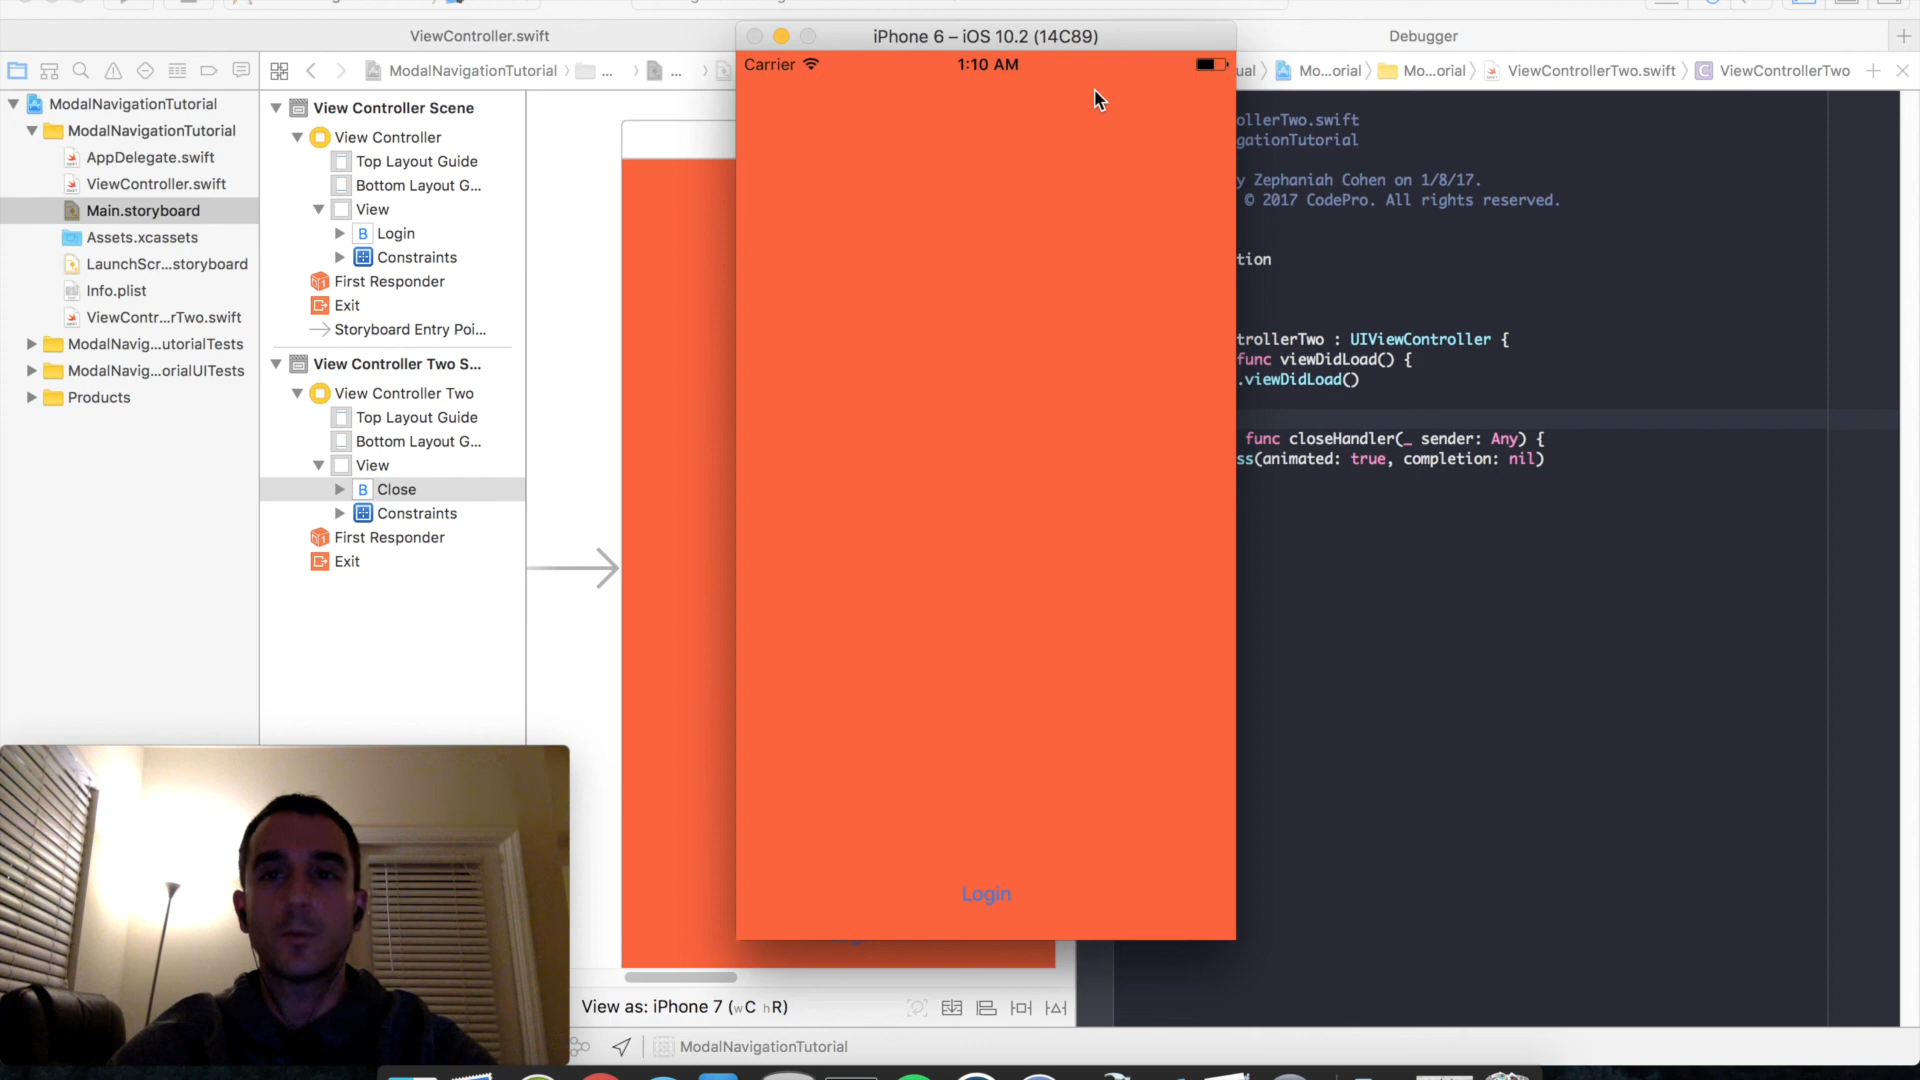 ViewController.swift
iPhone 6 – iOS 10.2 (14C89)
Debugger
ModalNavigationTutorial
...
...
ual
Mo...orial
Mo...orial
ViewControllerTwo.swift
ViewControllerTwo
Carrier
1:10 AM
ModalNavigationTutorial
ModalNavigationTutorial
AppDelegate.swift
ViewController.swift
Main.storyboard
Assets.xcassets
LaunchScr...storyboard
Info.plist
ViewContr...rTwo.swift
ModalNavig...utorialTests
ModalNavig...orialUITests
Products
View Controller Scene
View Controller
Top Layout Guide
Bottom Layout G...
View
B Login
Constraints
First Responder
Exit
Storyboard Entry Poi...
View Controller Two S...
View Controller Two
Top Layout Guide
Bottom Layout G...
View
B Close
Constraints
First Responder
Exit
ollerTwo.swift
gationTutorial
y Zephaniah Cohen on 1/8/17.
© 2017 CodePro. All rights reserved.
tion
trollerTwo : UIViewController {
func viewDidLoad() {
.viewDidLoad()
func closeHandler(_ sender: Any) {
ss(animated: true, completion: nil)
Login
View as: iPhone 7 (wC hR)
ModalNavigationTutorial